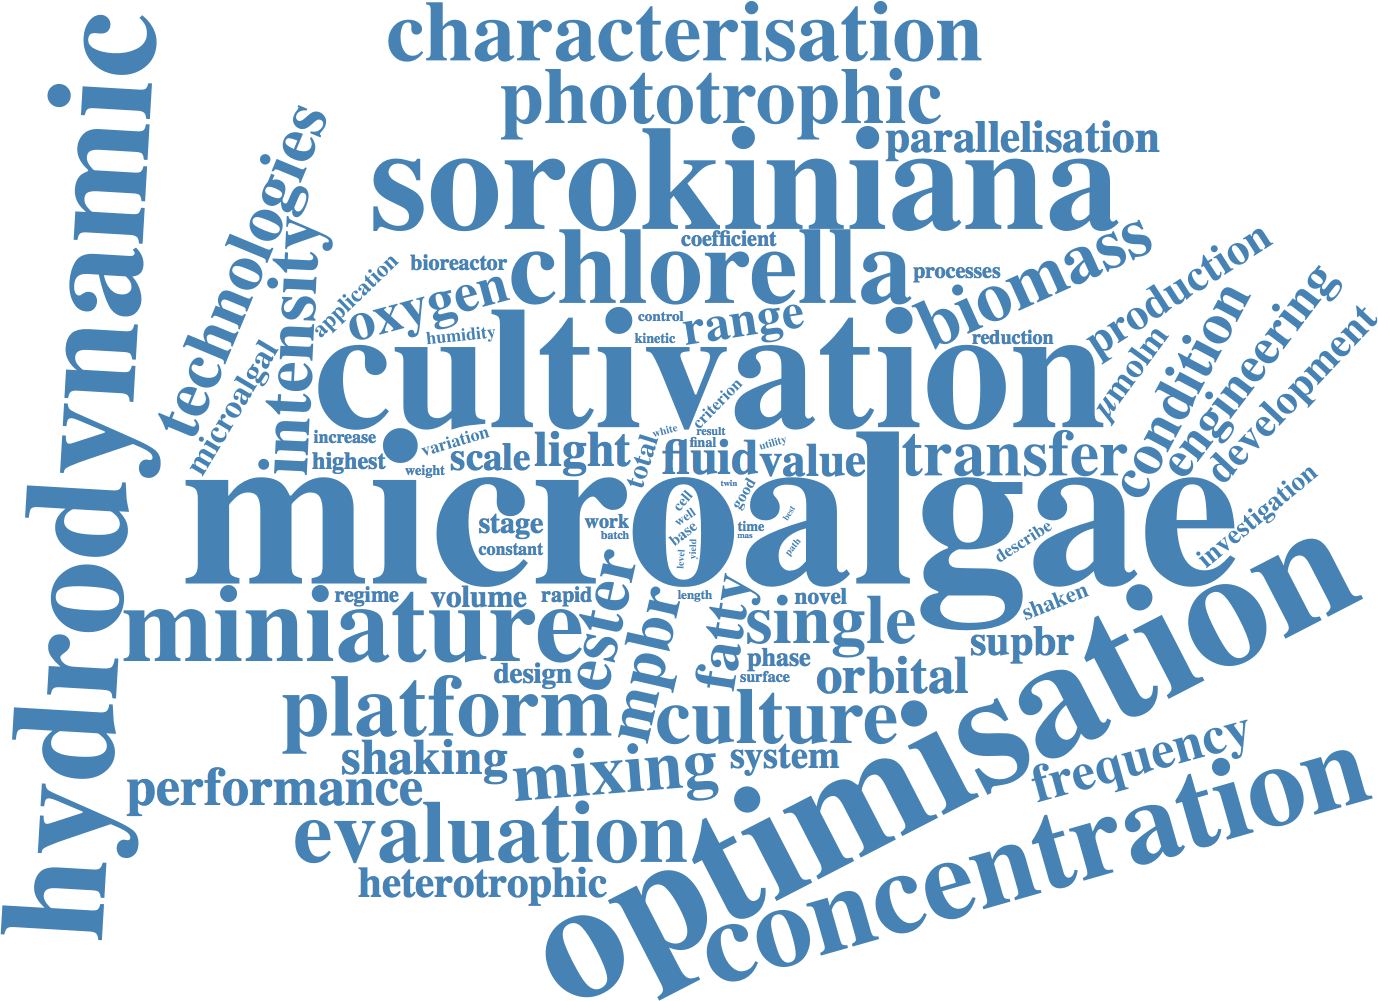 characterisation
phototrophic
parallelisation
sorokiniana
hydrodynamic
technologies
intensity
microalgal
application
coefficient
bioreactor
chlorella
processes
biomass
oxygen
humidity
control
kinetic
range
reduction
production
cultivation
criterion
µmolm
condition
engineering
development
increase
highest
variation
weight
scale
light
total
white
result
final
utility
fluid
value
transfer
twin
good
microalgae
stage
constant
work
batch
cell
well
base
level
yield
time
mas
best
path
describe
investigation
regime
volume
rapid
length
novel
shaken
miniature
ester
mpbr
fatty
single
supbr
phase
surface
orbital
design
platform
culture
optimisation
shaking
mixing
system
frequency
performance
evaluation
concentration
heterotrophic